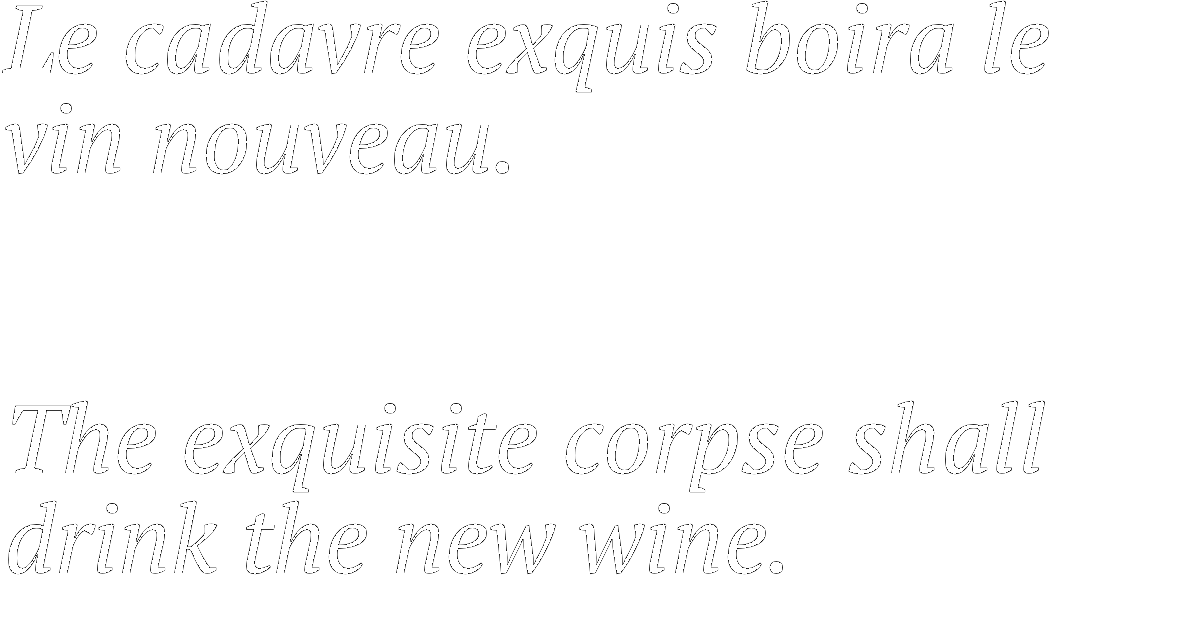 Le cadavre exquis boira le
vin nouveau.
The exquisite corpse shall
drink the new wine.